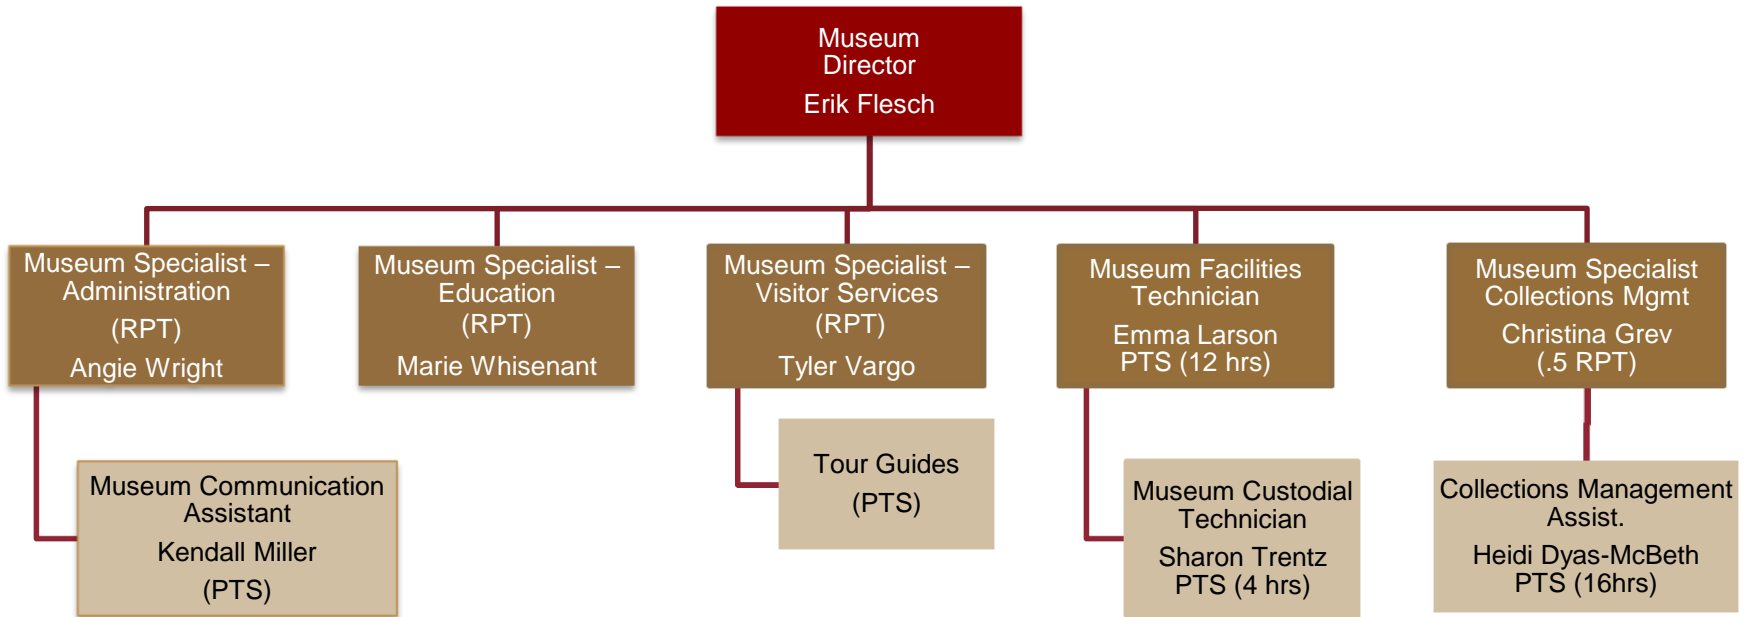 Museum
Director
Erik Flesch
Museum Specialist –
Administration
(RPT)
Angie Wright
Museum Specialist –
Education
(RPT)
Marie Whisenant
Museum Specialist –
Visitor Services
(RPT)
Tyler Vargo
Museum Facilities
Technician
Emma Larson
PTS (12 hrs)
Museum Specialist
Collections Mgmt
Christina Grev
(.5 RPT)
Museum Communication
Assistant
Kendall Miller
(PTS)
Tour Guides
(PTS)
Museum Custodial
Technician
Sharon Trentz
PTS (4 hrs)
Collections Management
Assist.
Heidi Dyas-McBeth
PTS (16hrs)